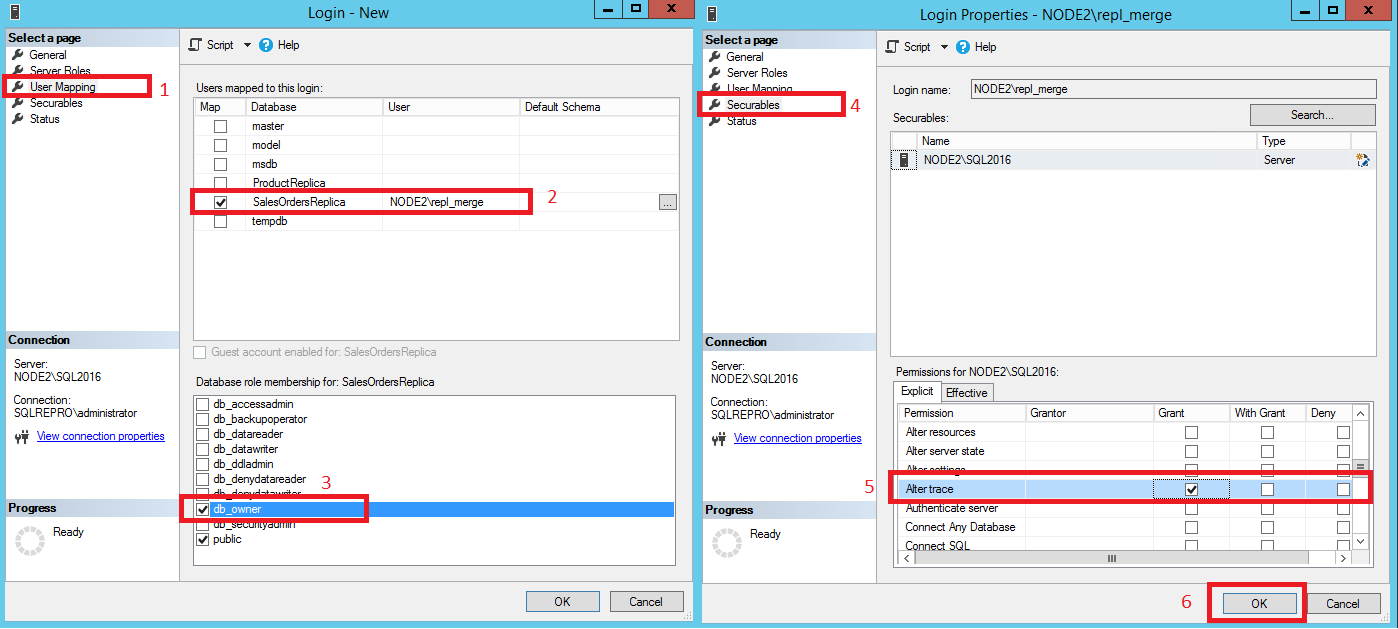 Login - New
Select a page
General
Server Roles
User Mapping
Securables
Status
1
Script
Help
Users mapped to this login:
Map Database User Default Schema
master
model
msdb
ProductReplica
SalesOrdersReplica NODE2\repl_merge ...
2
tempdb
Guest account enabled for: SalesOrdersReplica
Database role membership for: SalesOrdersReplica
db_accessadmin
db_backupoperator
db_datareader
db_datawriter
db_ddladmin
db_denydatareader
db_denydatawriter
3
db_owner
db_securityadmin
public
Connection
Server:
NODE2\SQL2016
Connection:
SQLREPRO\administrator
View connection properties
Progress
Ready
OK Cancel
Login Properties - NODE2\repl_merge
Select a page
General
Server Roles
User Mapping
Securables
Status
4
Script
Help
Login name: NODE2\repl_merge
Securables:
Search...
Name Type
NODE2\SQL2016 Server
Permissions for NODE2\SQL2016:
Explicit Effective
Permission Grantor Grant With Grant Deny
Alter resources
Alter server state
Alter settings
5
Alter trace
Authenticate server
Connect Any Database
Connect SQL
Connection
Server:
NODE2\SQL2016
Connection:
SQLREPRO\administrator
View connection properties
Progress
Ready
6
OK Cancel